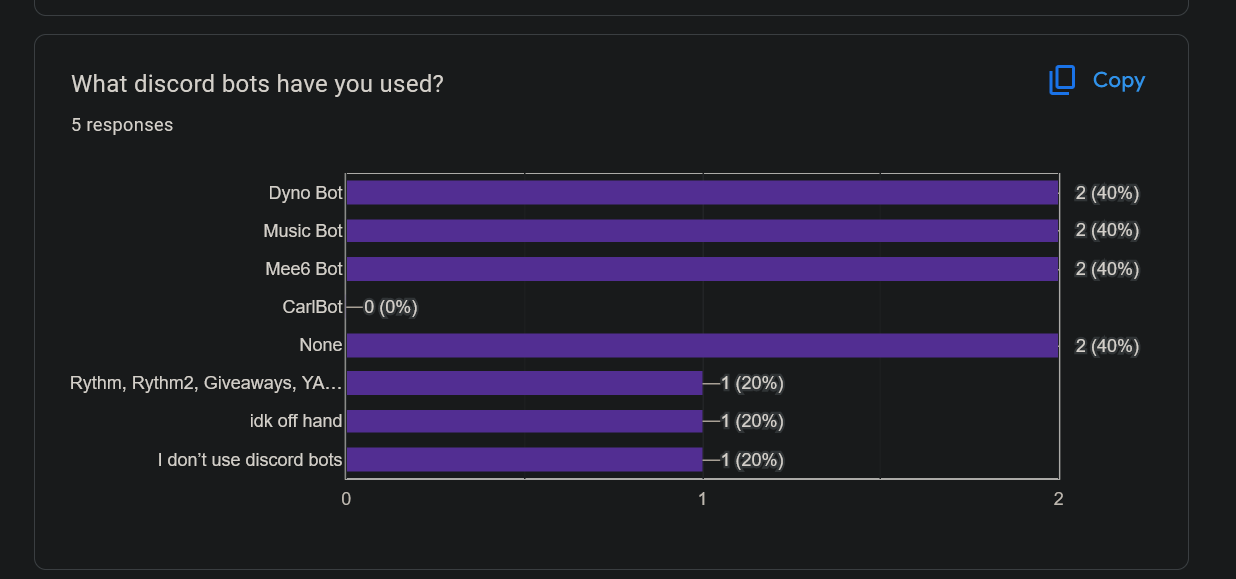 What discord bots have you used?
Copy
5 responses
Dyno Bot 2 (40%)
Music Bot 2 (40%)
Mee6 Bot 2 (40%)
CarlBot 0 (0%)
None 2 (40%)
Rythm, Rythm2, Giveaways, YA… 1 (20%)
idk off hand 1 (20%)
I don’t use discord bots 1 (20%)
0 1 2